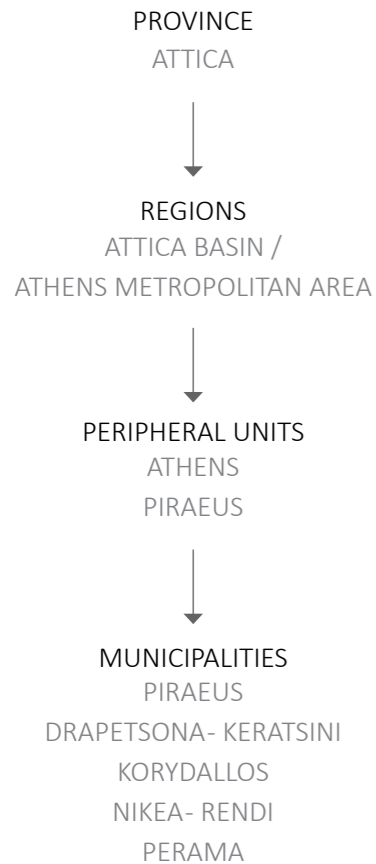 PROVINCE
ATTICA
REGIONS
ATTICA BASIN /
ATHENS METROPOLITAN AREA
PERIPHERAL UNITS
ATHENS
PIRAEUS
MUNICIPALITIES
PIRAEUS
DRAPETSONA- KERATSINI
KORYDALLOS
NIKEA- RENDI
PERAMA